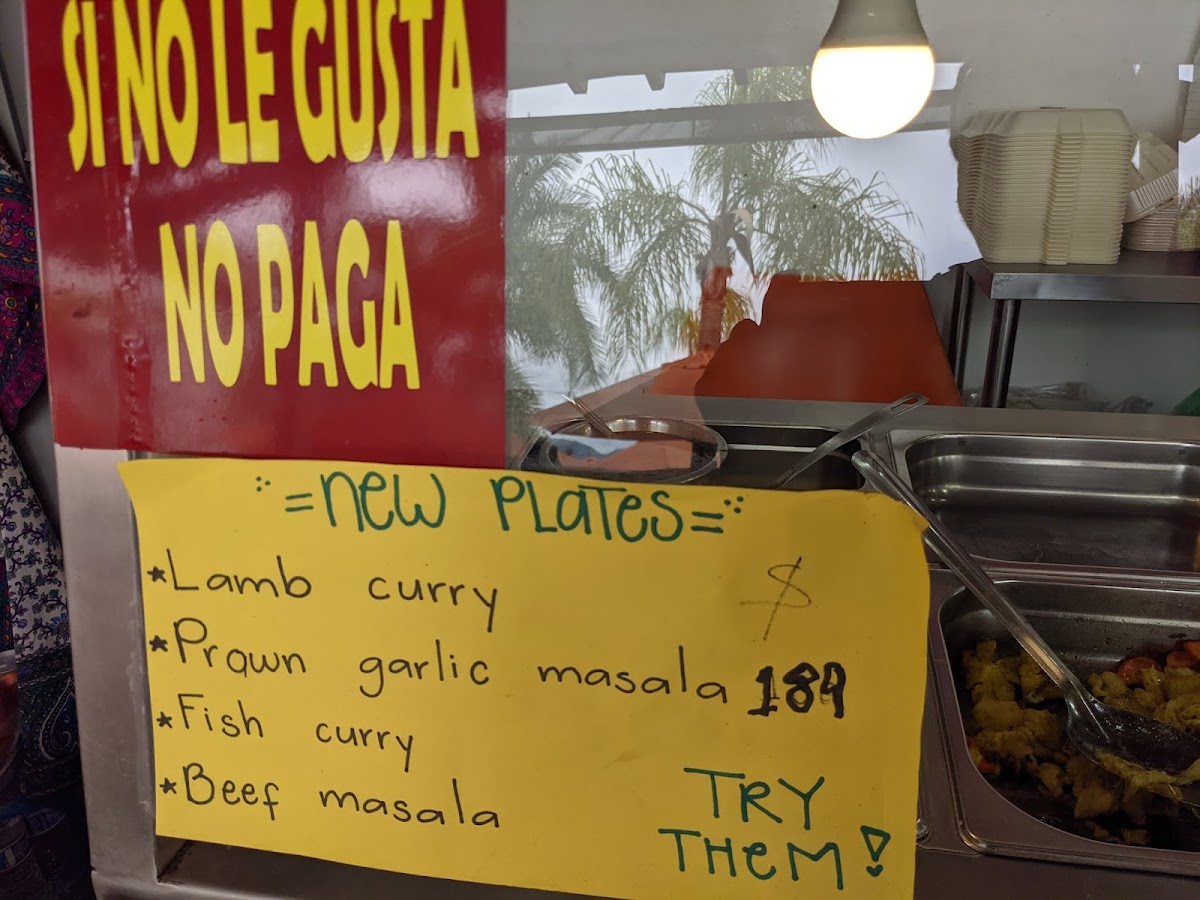 SI NO LE GUSTA
NO PAGA
=new PLates=
*Lamb curry $
*Prawn garlic masala 189
*Fish curry
*Beef masala
TRY
THem!